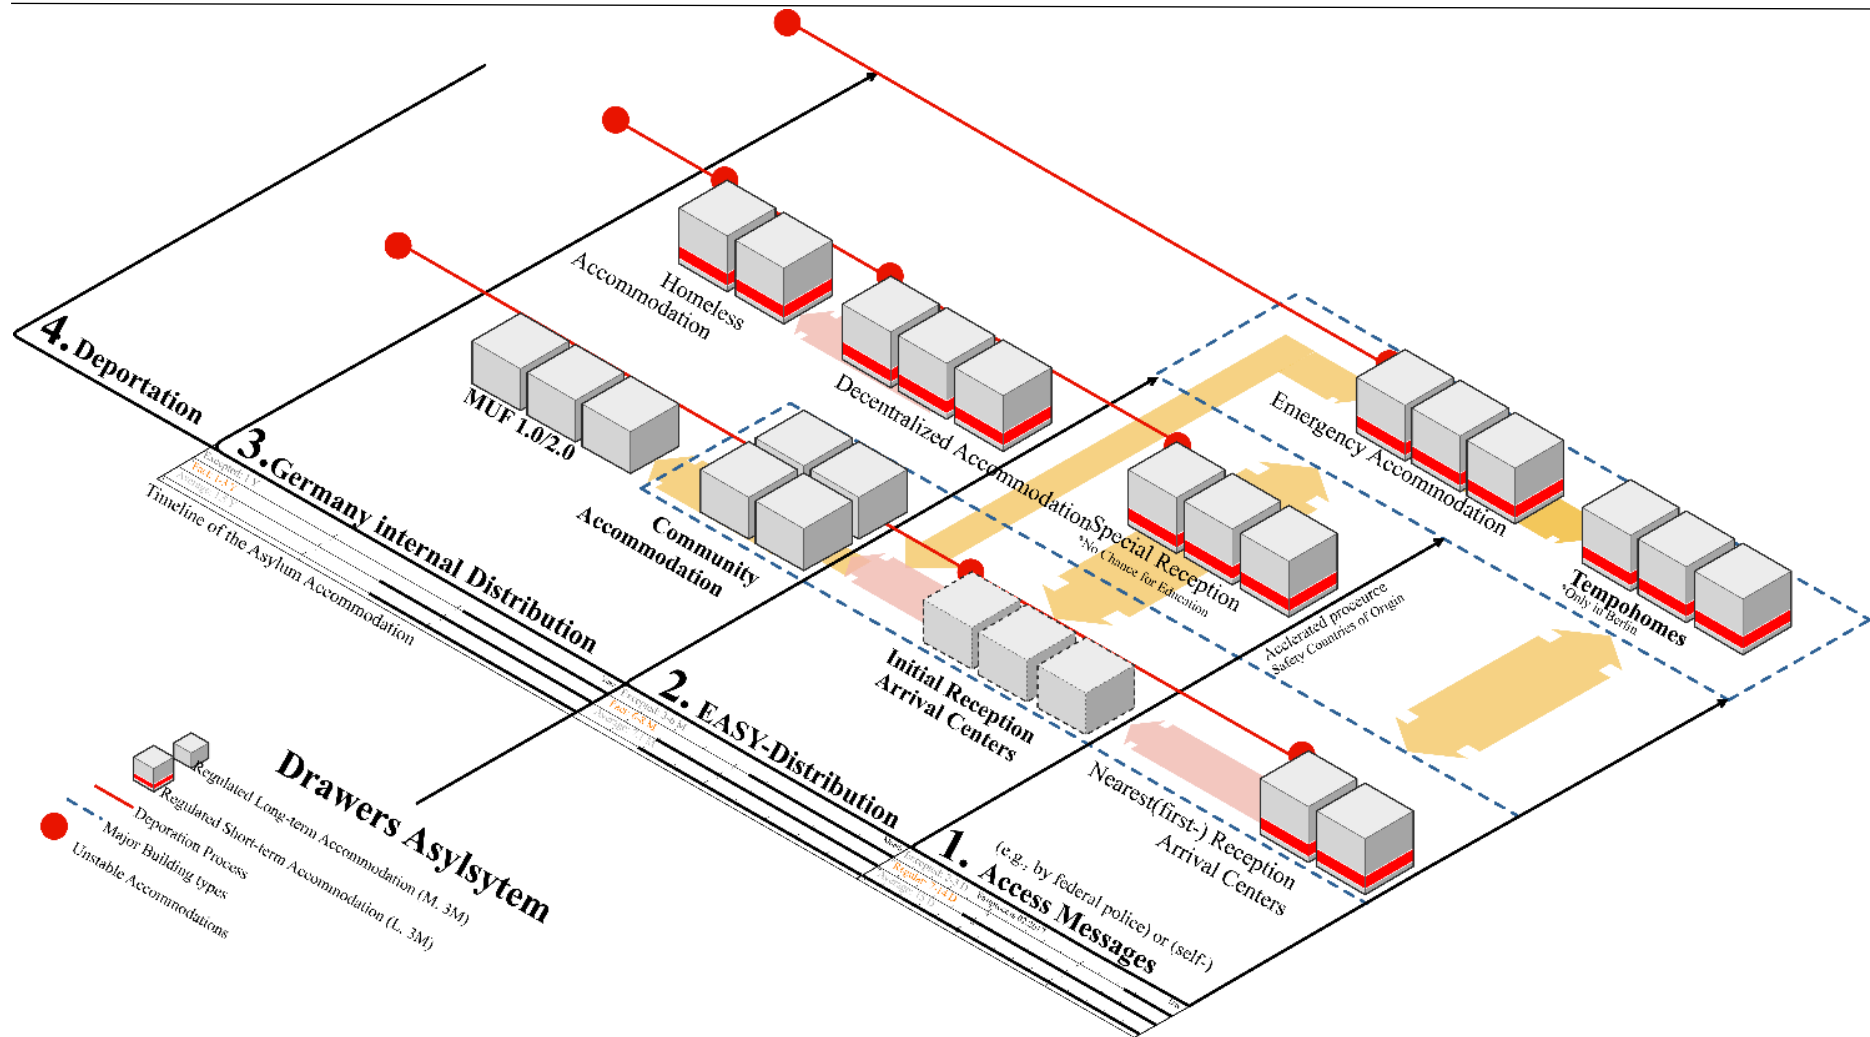 4. Deportation
3. Germany internal Distribution
2. EASY-Distribution
1. Access Messages
(e.g., by federal police) or (self-)
Timeline of the Asylum Accommodation
Homeless
Accommodation
MUF 1.0/2.0
Decentralized Accommodation
Community
Accommodation
Special Reception
*No Chance for Education
Emergency Accommodation
Tempohomes
*Only in Berlin
Initial Reception
Arrival Centers
Accelerated proceurce
Safety Countries of Origin
Nearest(first-) Reception
Arrival Centers
Drawers Asylsytem
Regulated Long-term Accommodation (M. 3M)
Regulated Short-term Accommodation (L. 3M)
Deporation Process
Major Building types
Unstable Accommodations